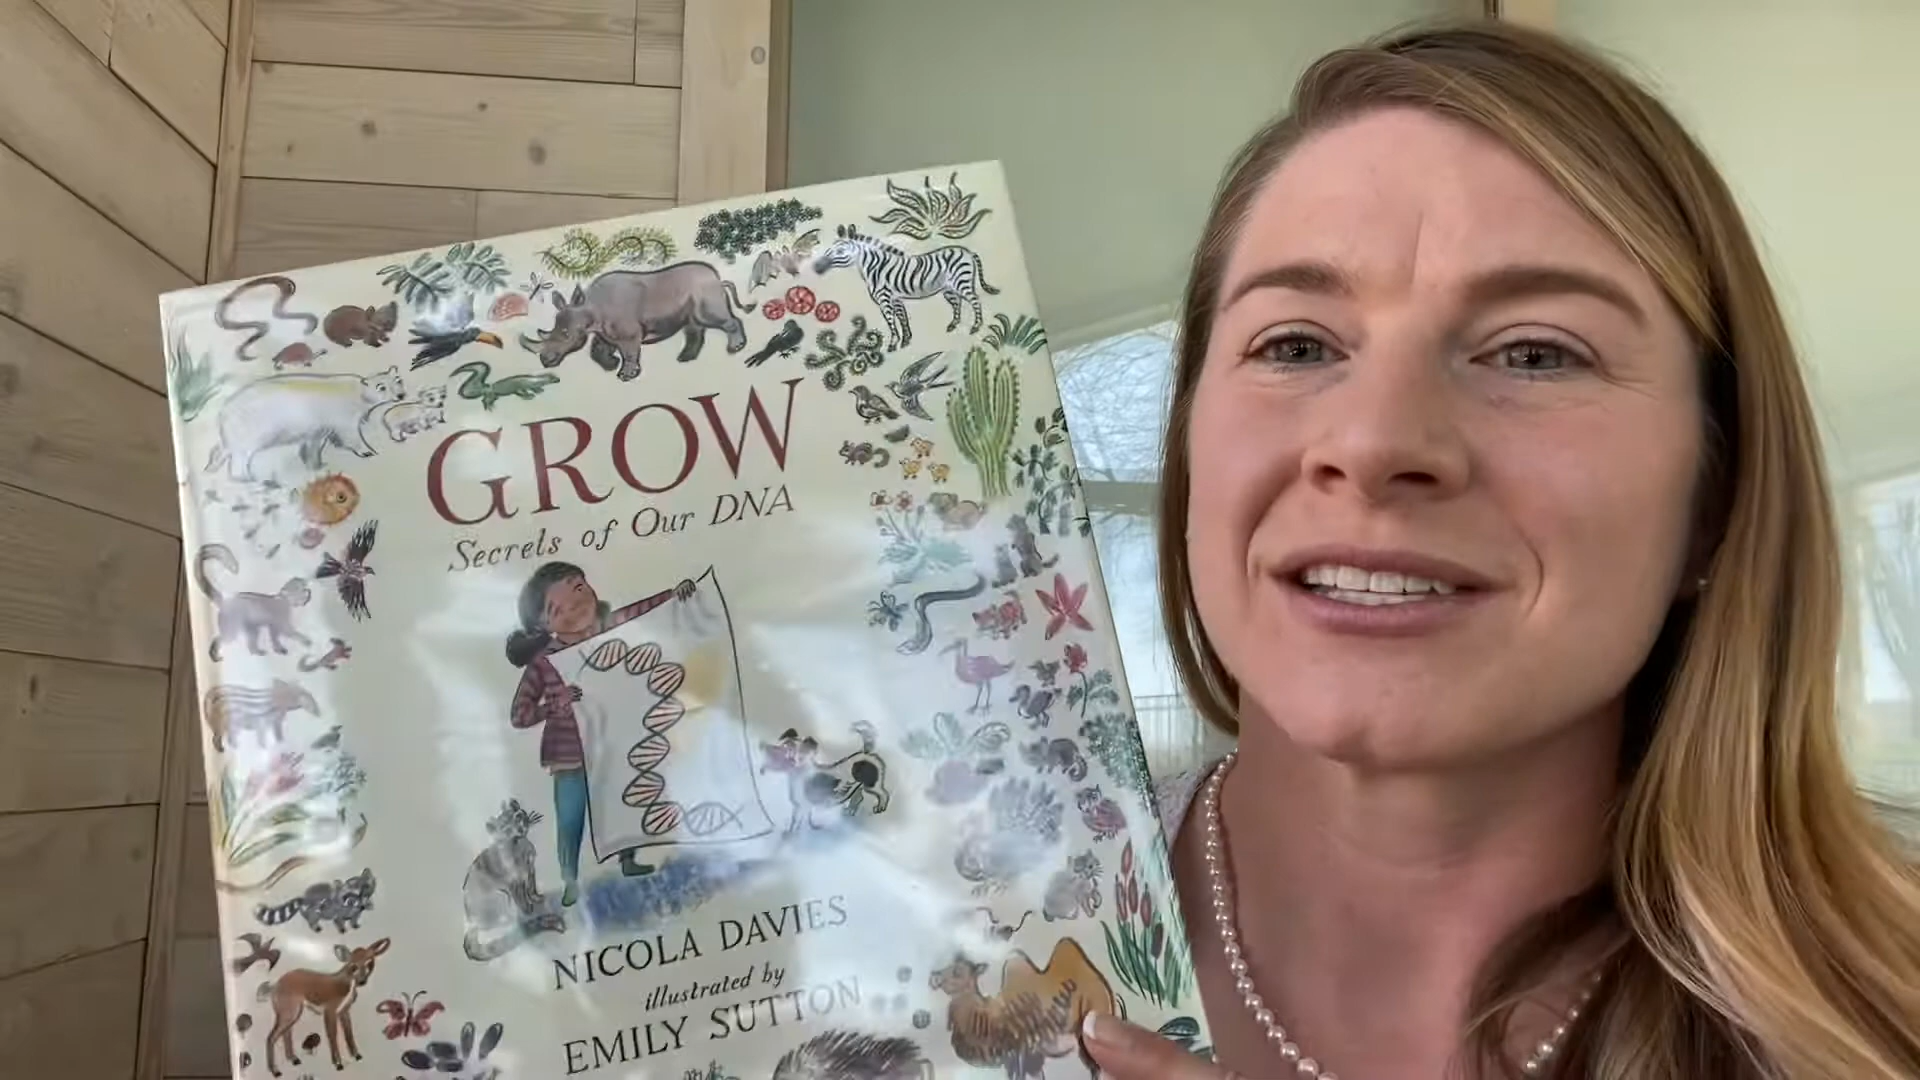 GROW
Secrets of Our DNA
NICOLA DAVIES
illustrated by
EMILY SUTTON